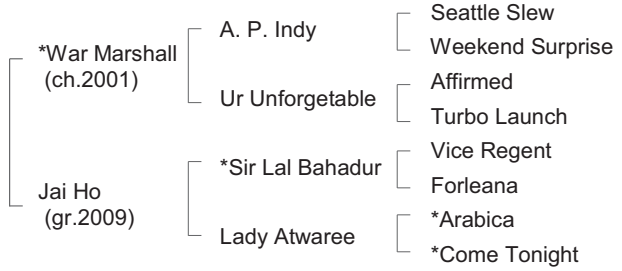 *War Marshall
(ch.2001)
Jai Ho
(gr.2009)
A. P. Indy
Ur Unforgetable
*Sir Lal Bahadur
Lady Atwaree
Seattle Slew
Weekend Surprise
Affirmed
Turbo Launch
Vice Regent
Forleana
*Arabica
*Come Tonight